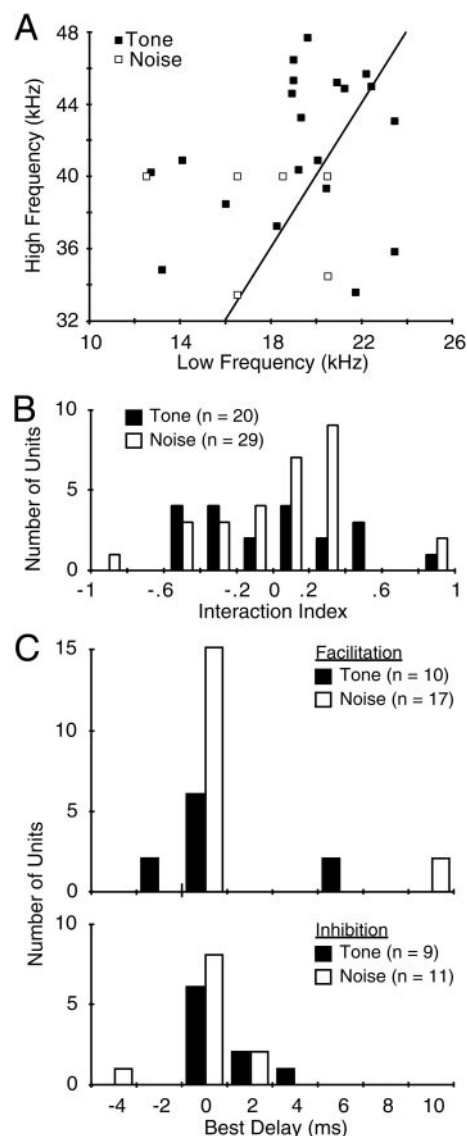 A
Tone
Noise
High Frequency (kHz)
48
44
40
36
32
10 14 18 22 26
Low Frequency (kHz)
B
Tone (n = 20)
Noise (n = 29)
Number of Units
10
5
0
-1 -.6 -.2 0 .2 .6 1
Interaction Index
C
Facilitation
Tone (n = 10)
Noise (n = 17)
Number of Units
15
10
5
0
Inhibition
Tone (n = 9)
Noise (n = 11)
10
5
0
-4 -2 0 2 4 6 10
Best Delay (ms)